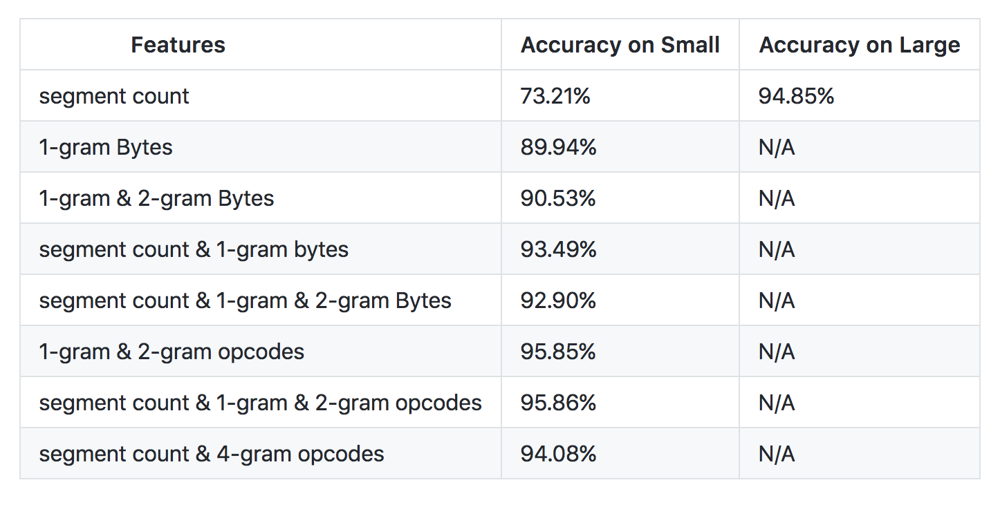 Features Accuracy on Small Accuracy on Large
segment count 73.21% 94.85%
1-gram Bytes 89.94% N/A
1-gram & 2-gram Bytes 90.53% N/A
segment count & 1-gram bytes 93.49% N/A
segment count & 1-gram & 2-gram Bytes 92.90% N/A
1-gram & 2-gram opcodes 95.85% N/A
segment count & 1-gram & 2-gram opcodes 95.86% N/A
segment count & 4-gram opcodes 94.08% N/A